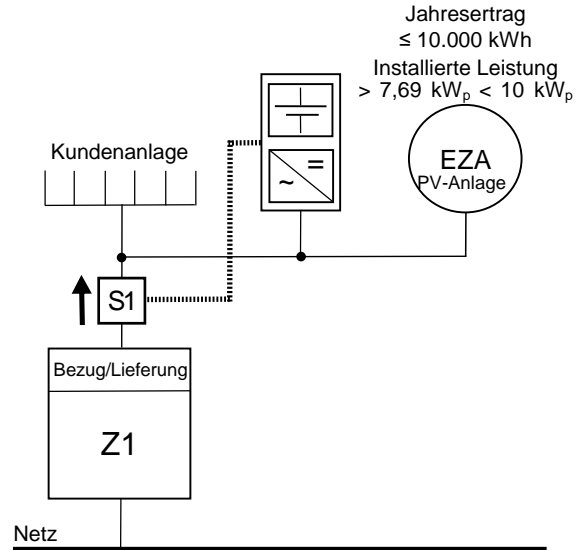 Jahresertrag
≤ 10.000 kWh
Installierte Leistung
> 7,69 kWp < 10 kWp
Kundenanlage
EZA
PV-Anlage
=
~
S1
Bezug/Lieferung
Z1
Netz